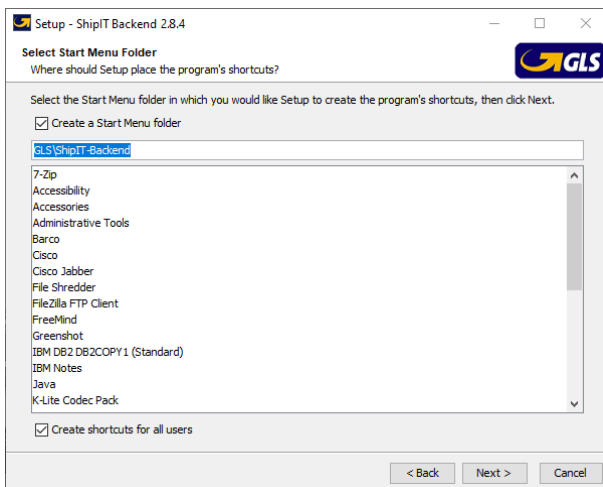 Setup - ShipIT Backend 2.8.4
Select Start Menu Folder
Where should Setup place the program's shortcuts?
GLS
Select the Start Menu folder in which you would like Setup to create the program's shortcuts, then click Next.
Create a Start Menu folder
GLS\ShipIT-Backend
7-Zip
Accessibility
Accessories
Administrative Tools
Barco
Cisco
Cisco Jabber
File Shredder
FileZilla FTP Client
FreeMind
Greenshot
IBM DB2 DB2COPY1 (Standard)
IBM Notes
Java
K-Lite Codec Pack
Create shortcuts for all users
< Back Next > Cancel